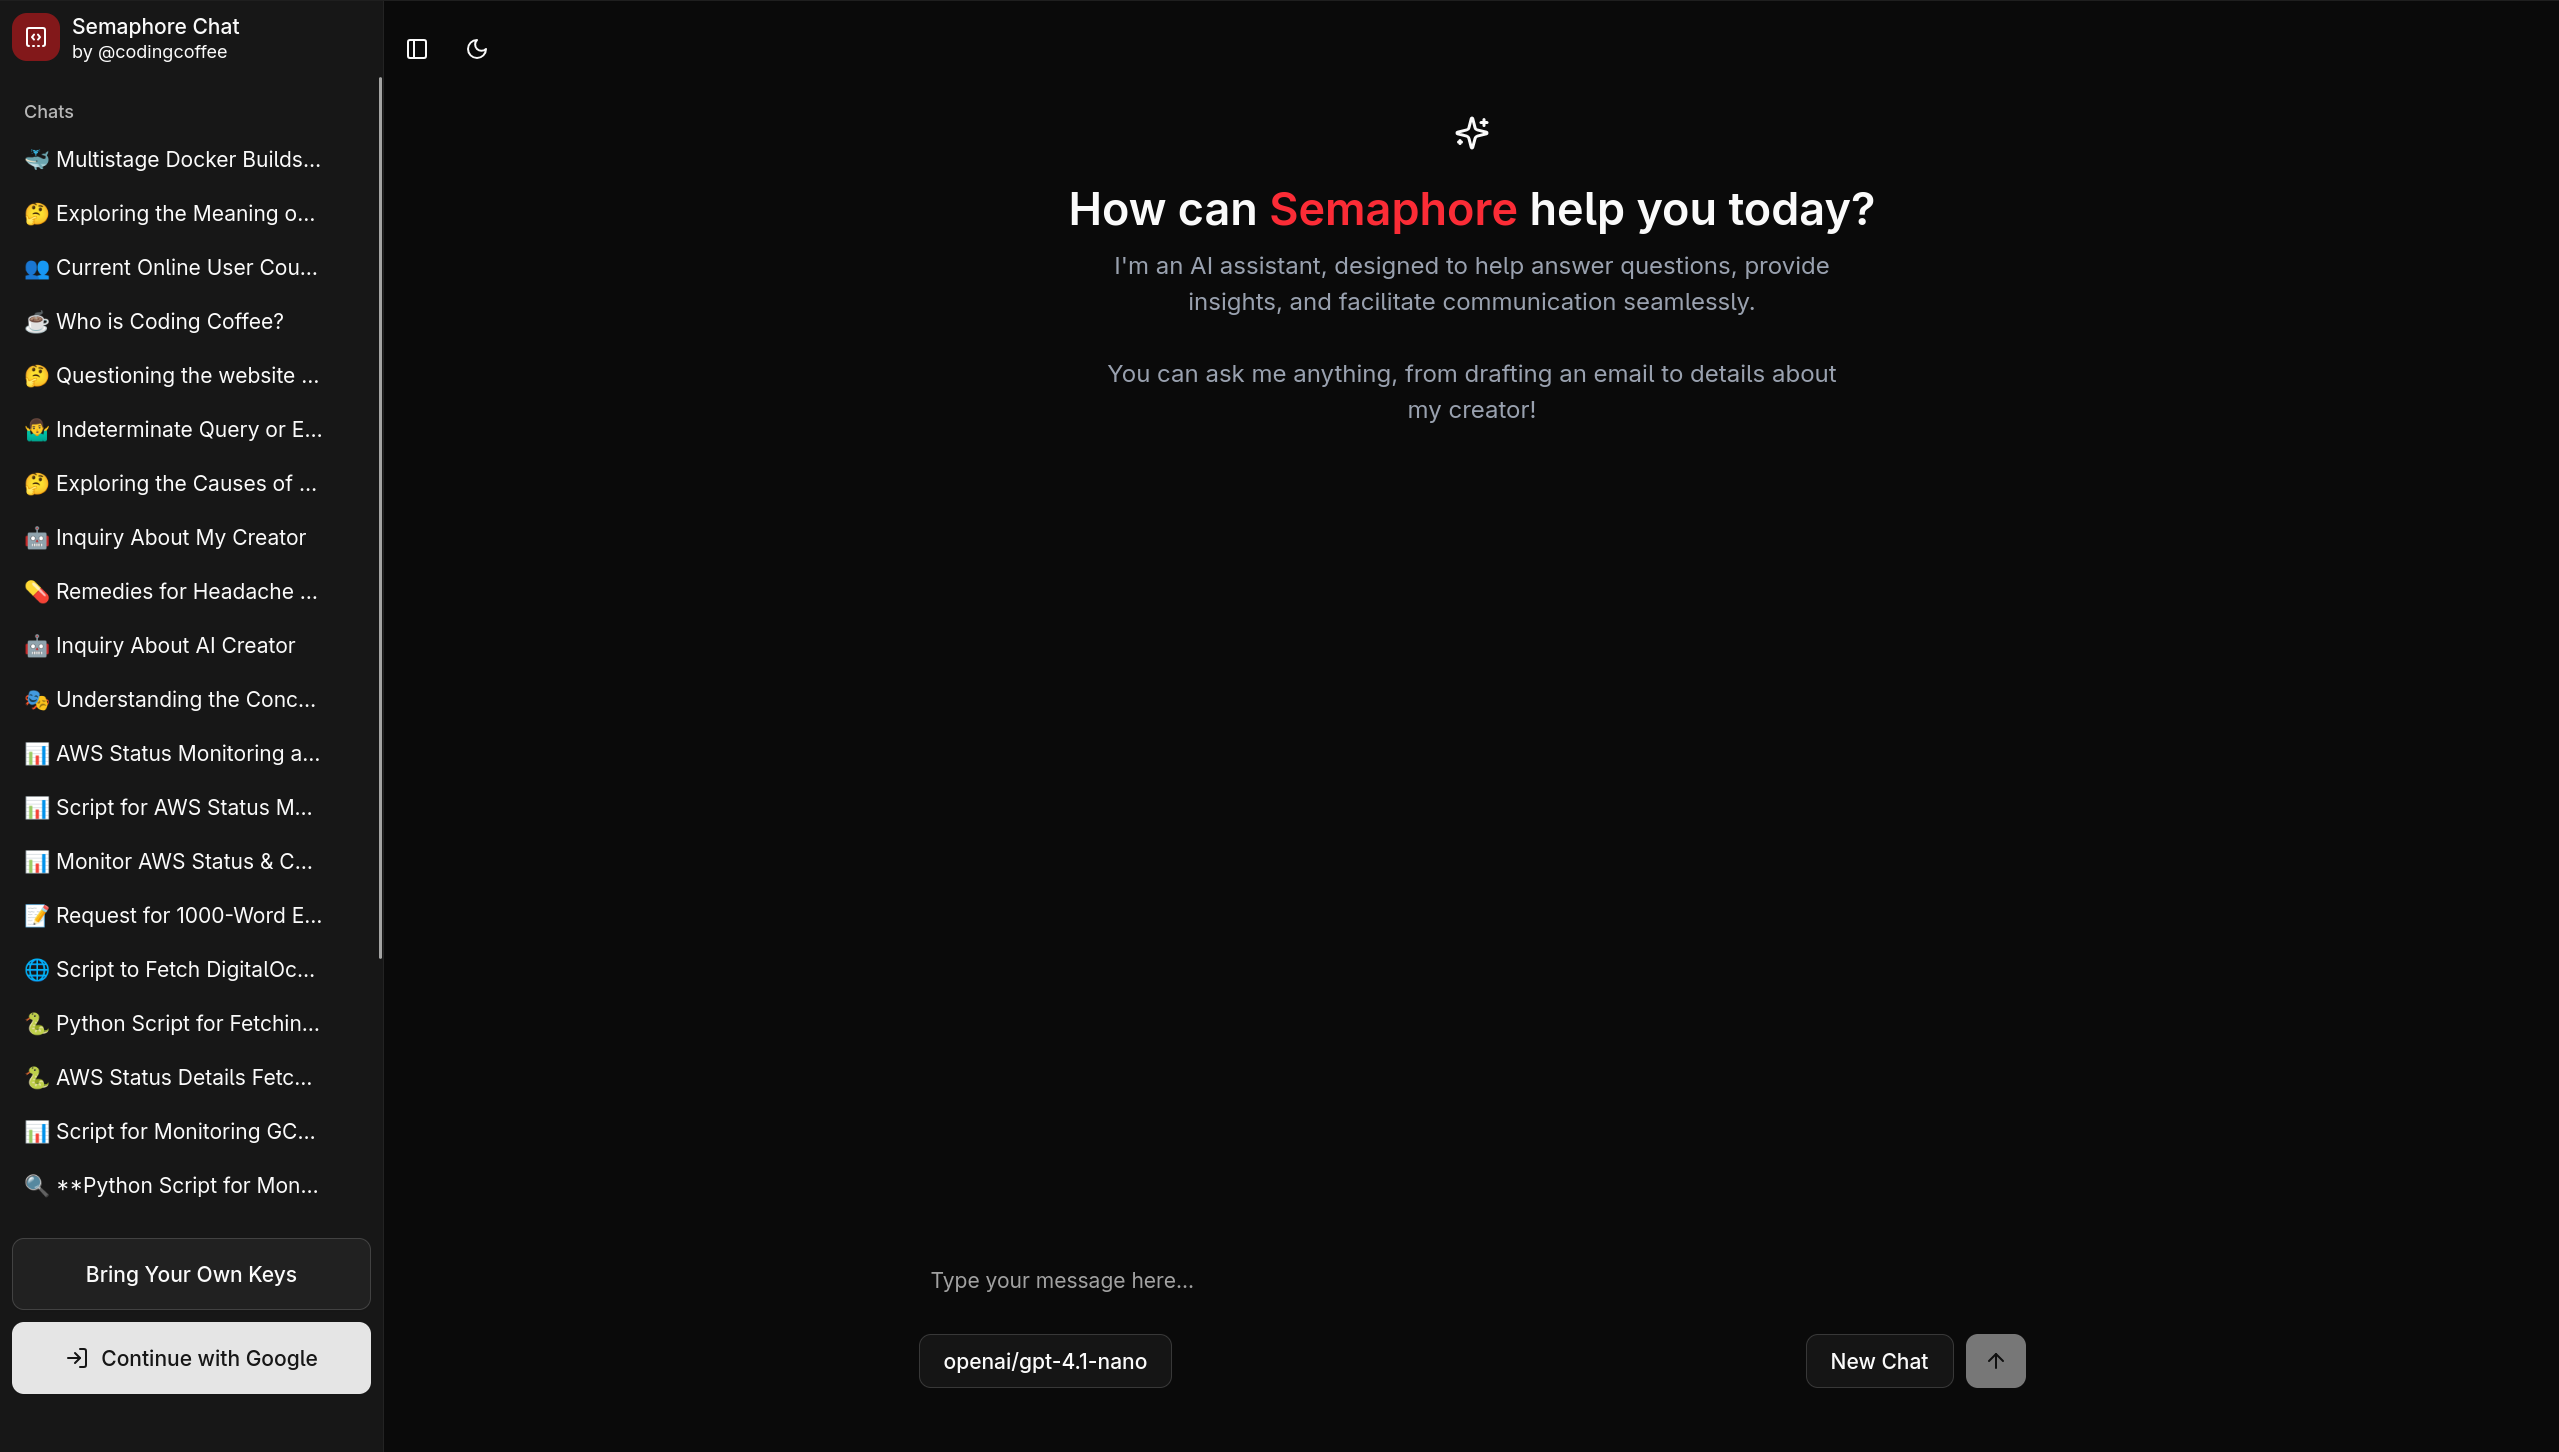 Semaphore Chat
by @codingcoffee
Chats
🐳 Multistage Docker Builds...
🤔 Exploring the Meaning o...
👥 Current Online User Cou...
☕ Who is Coding Coffee?
🤔 Questioning the website ...
🤷‍♂️ Indeterminate Query or E...
🤔 Exploring the Causes of ...
🤖 Inquiry About My Creator
💊 Remedies for Headache ...
🤖 Inquiry About AI Creator
🎭 Understanding the Conc...
📊 AWS Status Monitoring a...
📊 Script for AWS Status M...
📊 Monitor AWS Status & C...
📝 Request for 1000-Word E...
🌐 Script to Fetch DigitalOc...
🐍 Python Script for Fetchin...
🐍 AWS Status Details Fetc...
📊 Script for Monitoring GC...
🔍 **Python Script for Mon...
Bring Your Own Keys
Continue with Google
How can Semaphore help you today?
I'm an AI assistant, designed to help answer questions, provide
insights, and facilitate communication seamlessly.
You can ask me anything, from drafting an email to details about
my creator!
Type your message here...
openai/gpt-4.1-nano
New Chat